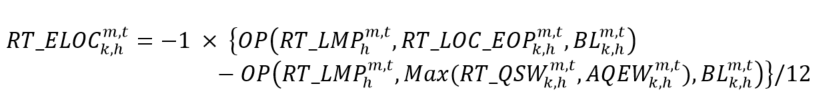 RT_ELOC^{m,t}_{k,h} = −1 × {OP(RT_LMP^{m,t}_{h}, RT_LOC_EOP^{m,t}_{k,h}, BL^{m,t}_{k,h})
− OP(RT_LMP^{m,t}_{h}, Max(RT_QSW^{m,t}_{k,h}, AQEW^{m,t}_{k,h}), BL^{m,t}_{k,h})}/12